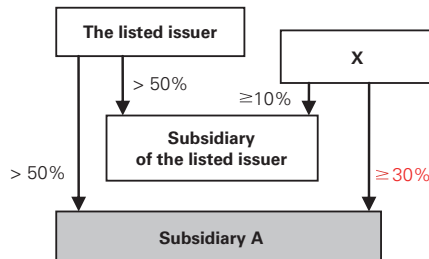 The listed issuer
X
> 50%
≥10%
Subsidiary
of the listed issuer
> 50%
≥30%
Subsidiary A